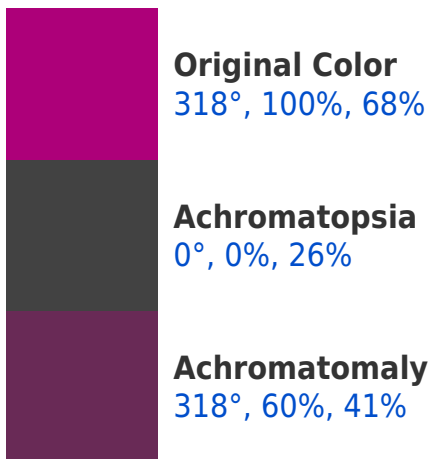 Original Color
318°, 100%, 68%
Achromatopsia
0°, 0%, 26%
Achromatomaly
318°, 60%, 41%